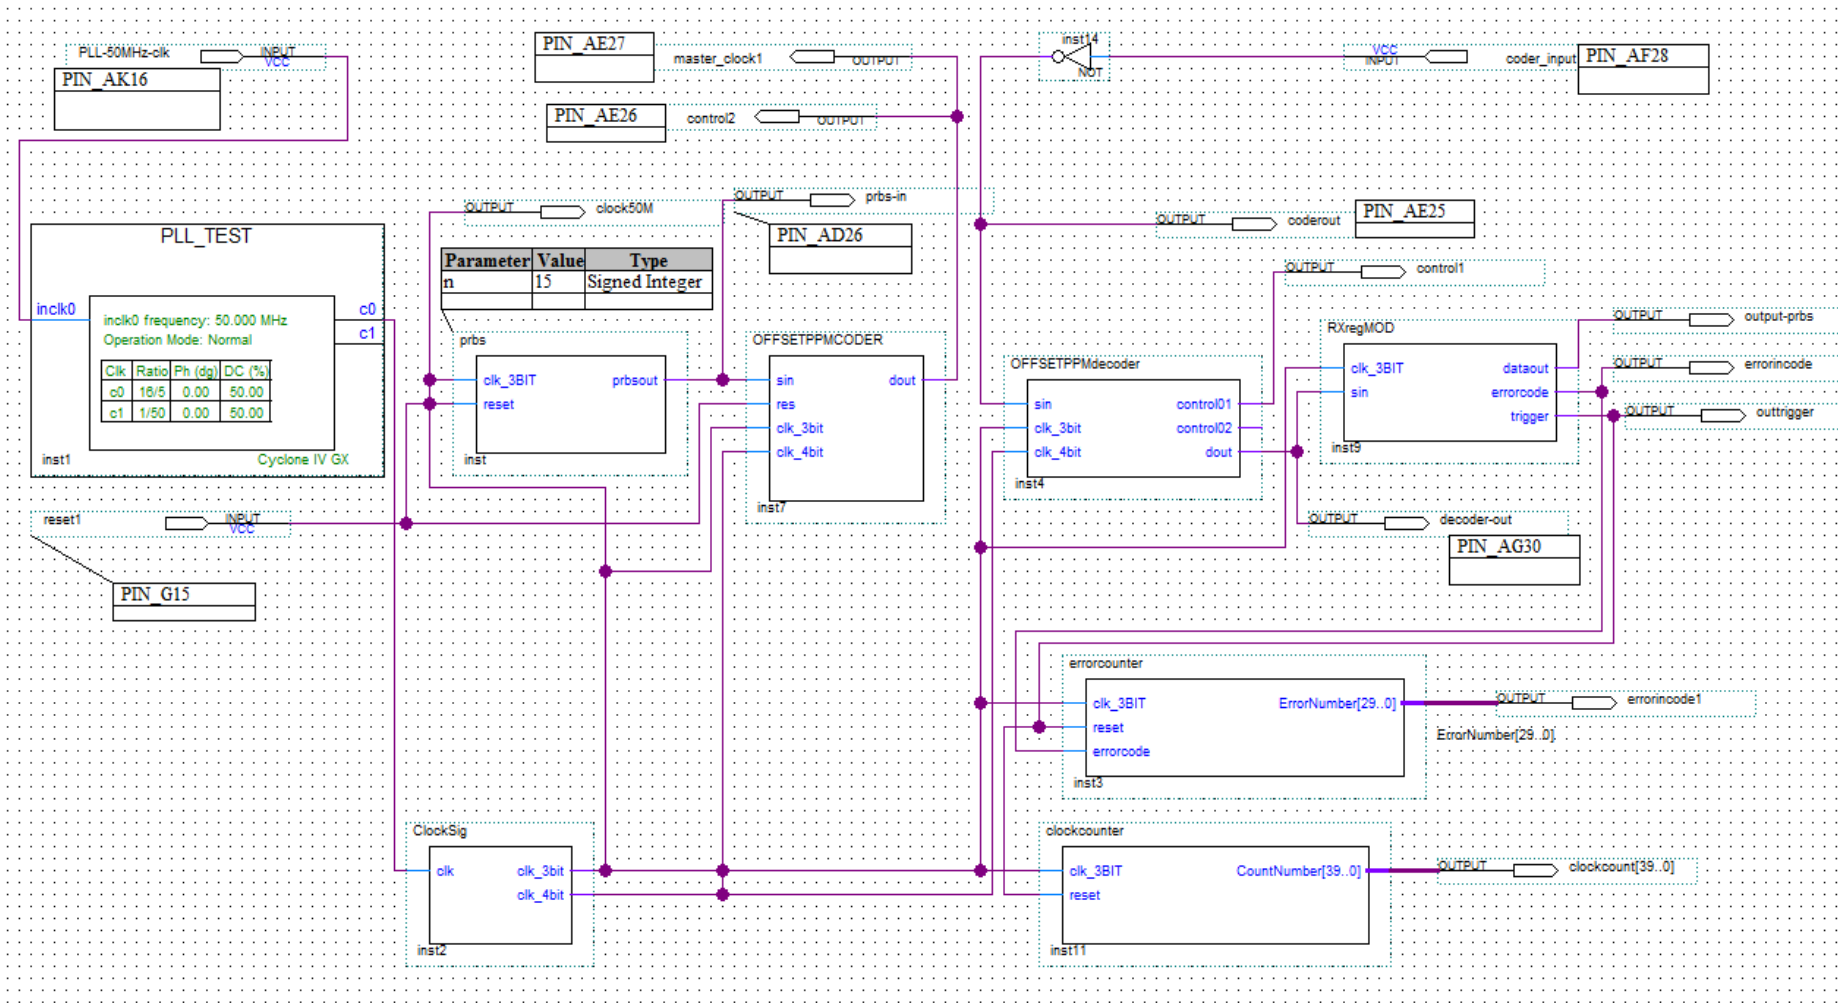 PLL-50MHz-clk
INPUT
VCC
PIN_AK16
PIN_AE27
master_clock1
OUTPUT
PIN_AE26
control2
OUTPUT
inst14
NOT
VCC
INPUT
coder_input
PIN_AF28
OUTPUT
clock50M
OUTPUT
prbs-in
PIN_AD26
OUTPUT
coderout
PIN_AE25
OUTPUT
control1
PLL_TEST
inclk0
c0
c1
inclk0 frequency: 50.000 MHz
Operation Mode: Normal
Clk Ratio Ph (dg) DC (%)
c0 16/5 0.00 50.00
c1 1/50 0.00 50.00
inst1
Cyclone IV GX
Parameter Value Type
n 15 Signed Integer
prbs
clk_3BIT
prbsout
reset
inst
OFFSETPPMCODER
sin
dout
res
clk_3bit
clk_4bit
inst7
OFFSETPPMdecoder
sin
control01
clk_3bit
control02
clk_4bit
dout
inst4
RXregMOD
clk_3BIT
dataout
sin
errorcode
trigger
inst9
OUTPUT
output-prbs
OUTPUT
errorincode
OUTPUT
outtrigger
reset1
INPUT
VCC
PIN_G15
OUTPUT
decoder-out
PIN_AG30
errorcounter
clk_3BIT
ErrorNumber[29..0]
reset
errorcode
inst3
OUTPUT
errorincode1
ErrorNumber[29..0]
ClockSig
clk
clk_3bit
clk_4bit
inst2
clockcounter
clk_3BIT
CountNumber[39..0]
reset
inst11
OUTPUT
clockcount[39..0]